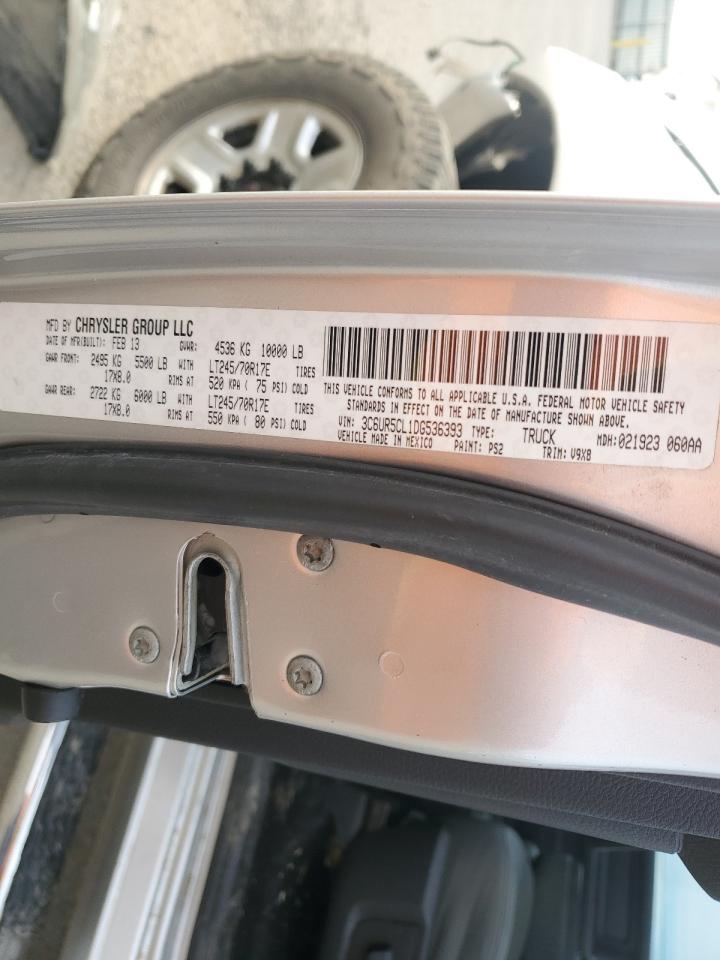 MFD BY CHRYSLER GROUP LLC
DATE OF MFR(BUILT): FEB 13 GVWR: 4536 KG 10000 LB
GAWR FRONT: 2495 KG 5500 LB WITH LT245/70R17E TIRES
17X8.0 RIMS AT 520 KPA ( 75 PSI) COLD
GAWR REAR: 2722 KG 6000 LB WITH LT245/70R17E TIRES
17X8.0 RIMS AT 550 KPA ( 80 PSI) COLD
THIS VEHICLE CONFORMS TO ALL APPLICABLE U.S.A. FEDERAL MOTOR VEHICLE SAFETY
STANDARDS IN EFFECT ON THE DATE OF MANUFACTURE SHOWN ABOVE.
VIN: 3C6UR5CL1DG536393 TYPE: TRUCK MDH:021923 060AA
VEHICLE MADE IN MEXICO PAINT: PS2 TRIM: V9X8